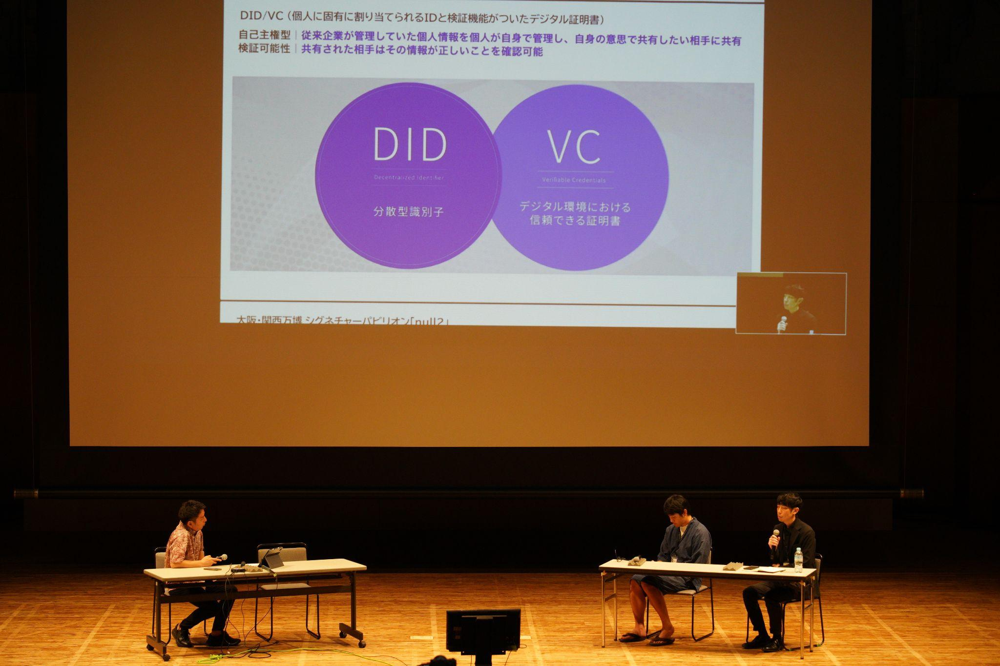 DID/VC（個人に固有に割り当てられるIDと検証機能がついたデジタル証明書）
自己主権型｜従来企業が管理していた個人情報を個人が自身で管理し、自身の意思で共有したい相手に共有
検証可能性｜共有された相手はその情報が正しいことを確認可能
DID
Decentralized Identifier
分散型識別子
VC
Verifiable Credentials
デジタル環境における
信頼できる証明書
大阪・関西万博 シグネチャーパビリオン「null2」